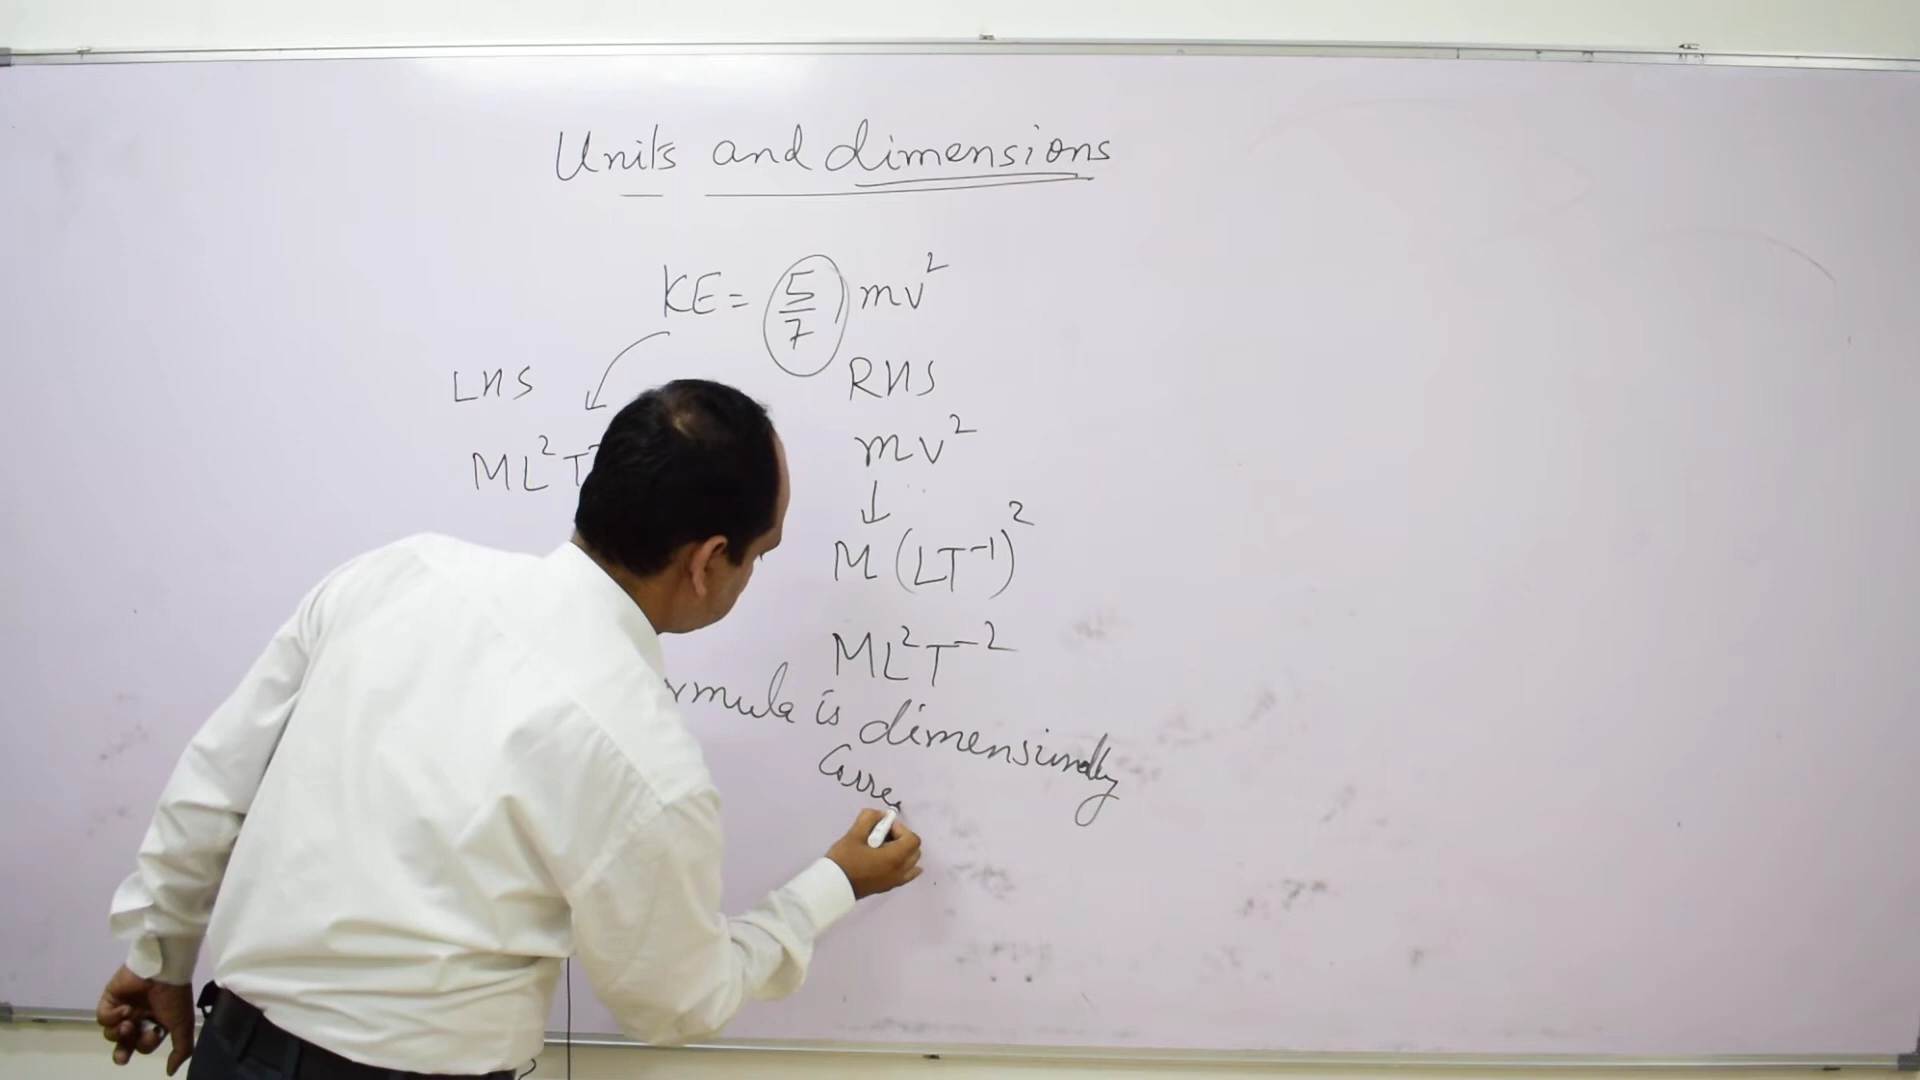 Units and dimensions
KE = 5/7 mv²
LHS RHS
ML²T mv²
↓
M (LT⁻¹)²
ML²T⁻²
rmula is dimensionally
Corre